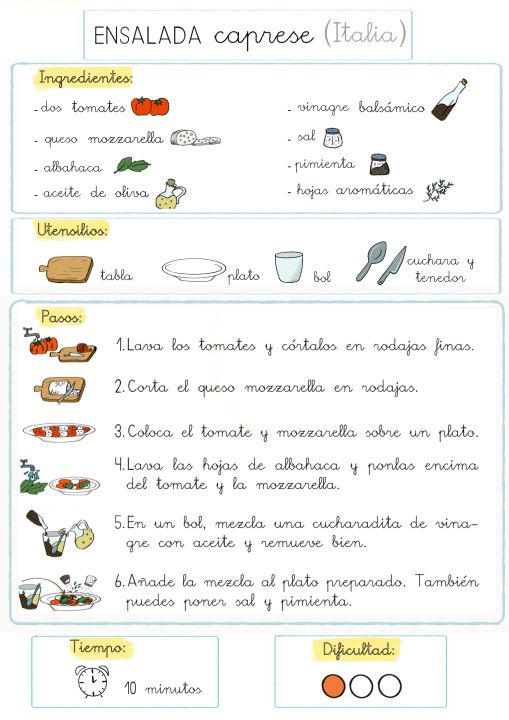 ENSALADA caprese (Italia)
Ingredientes:
- dos tomates
- queso mozzarella
- albahaca
- aceite de oliva
- vinagre balsámico
- sal
- pimienta
- hojas aromáticas
Utensilios:
tabla
plato
bol
cuchara y
tenedor
Pasos:
1. Lava los tomates y córtalos en rodajas finas.
2. Corta el queso mozzarella en rodajas.
3. Coloca el tomate y mozzarella sobre un plato.
4. Lava las hojas de albahaca y ponlas encima
del tomate y la mozzarella.
5. En un bol, mezcla una cucharadita de vina-
gre con aceite y remueve bien.
6. Añade la mezcla al plato preparado. También
puedes poner sal y pimienta.
Tiempo:
10 minutos
Dificultad: